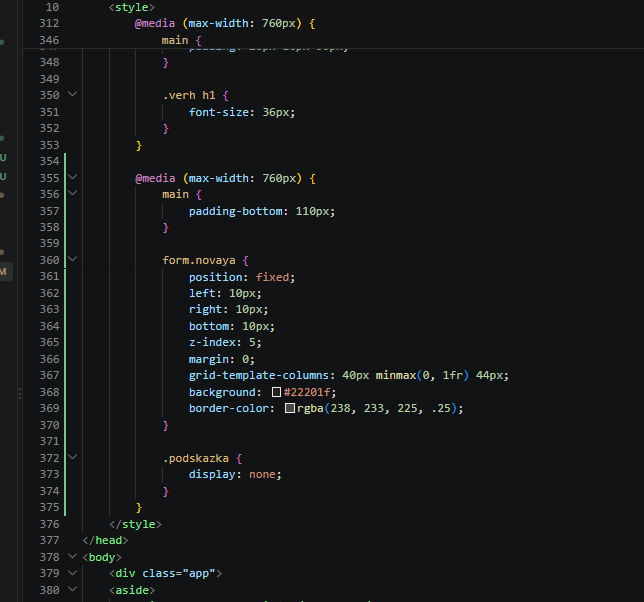 10 <style>
312 @media (max-width: 760px) {
346 main {
348 }
349
350 .verh h1 {
351 font-size: 36px;
352 }
353 }
354
355 @media (max-width: 760px) {
356 main {
357 padding-bottom: 110px;
358 }
359
360 form.novaya {
361 position: fixed;
362 left: 10px;
363 right: 10px;
364 bottom: 10px;
365 z-index: 5;
366 margin: 0;
367 grid-template-columns: 40px minmax(0, 1fr) 44px;
368 background: #22201f;
369 border-color: rgba(238, 233, 225, .25);
370 }
371
372 .podskazka {
373 display: none;
374 }
375 }
376 </style>
377 </head>
378 <body>
379 <div class="app">
380 <aside>
U
U
M